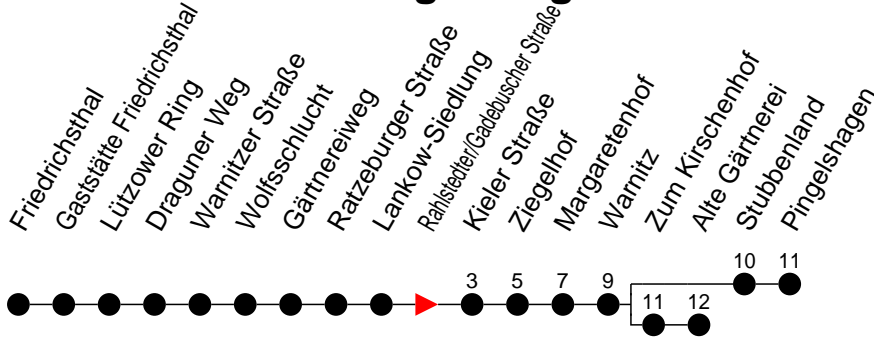 Friedrichsthal
Gaststätte Friedrichsthal
Lützower Ring
Draguner Weg
Warnitzer Straße
Wolfsschlucht
Gärtnereiweg
Ratzeburger Straße
Lankow-Siedlung
Rahlstedter/Gadebuscher Straße
Kieler Straße
Ziegelhof
Margaretenhof
Warnitz
Zum Kirschenhof
Alte Gärtnerei
Stubbenland
Pingelshagen
10 11
3 5 7 9
11 12